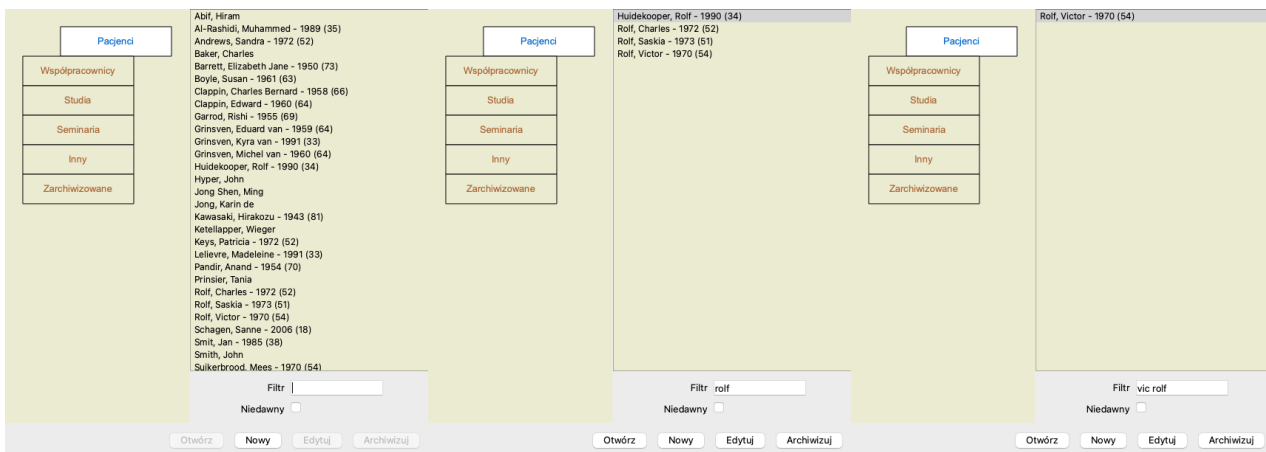 Pacjenci
Współpracownicy
Studia
Seminaria
Inny
Zarchiwizowane
Abif, Hiram
Al-Rashidi, Muhammed - 1989 (35)
Andrews, Sandra - 1972 (52)
Baker, Charles
Barrett, Elizabeth Jane - 1950 (73)
Boyle, Susan - 1961 (63)
Clappin, Charles Bernard - 1958 (66)
Clappin, Edward - 1960 (64)
Garrod, Rishi - 1955 (69)
Grinsven, Eduard van - 1959 (64)
Grinsven, Kyra van - 1991 (33)
Grinsven, Michel van - 1960 (64)
Huidekooper, Rolf - 1990 (34)
Hyper, John
Jong Shen, Ming
Jong, Karin de
Kawasaki, Hirakozu - 1943 (81)
Ketellapper, Wieger
Keys, Patricia - 1972 (52)
Lelievre, Madeleine - 1991 (33)
Pandir, Anand - 1954 (70)
Prinsier, Tania
Rolf, Charles - 1972 (52)
Rolf, Saskia - 1973 (51)
Rolf, Victor - 1970 (54)
Schagen, Sanne - 2006 (18)
Smit, Jan - 1985 (38)
Smith, John
Suikerbrood, Mees - 1970 (54)
Filtr
Niedawny
Otwórz Nowy Edytuj Archiwizuj
Pacjenci
Współpracownicy
Studia
Seminaria
Inny
Zarchiwizowane
Huidekooper, Rolf - 1990 (34)
Rolf, Charles - 1972 (52)
Rolf, Saskia - 1973 (51)
Rolf, Victor - 1970 (54)
Filtr rolf
Niedawny
Otwórz Nowy Edytuj Archiwizuj
Pacjenci
Współpracownicy
Studia
Seminaria
Inny
Zarchiwizowane
Rolf, Victor - 1970 (54)
Filtr vic rolf
Niedawny
Otwórz Nowy Edytuj Archiwizuj